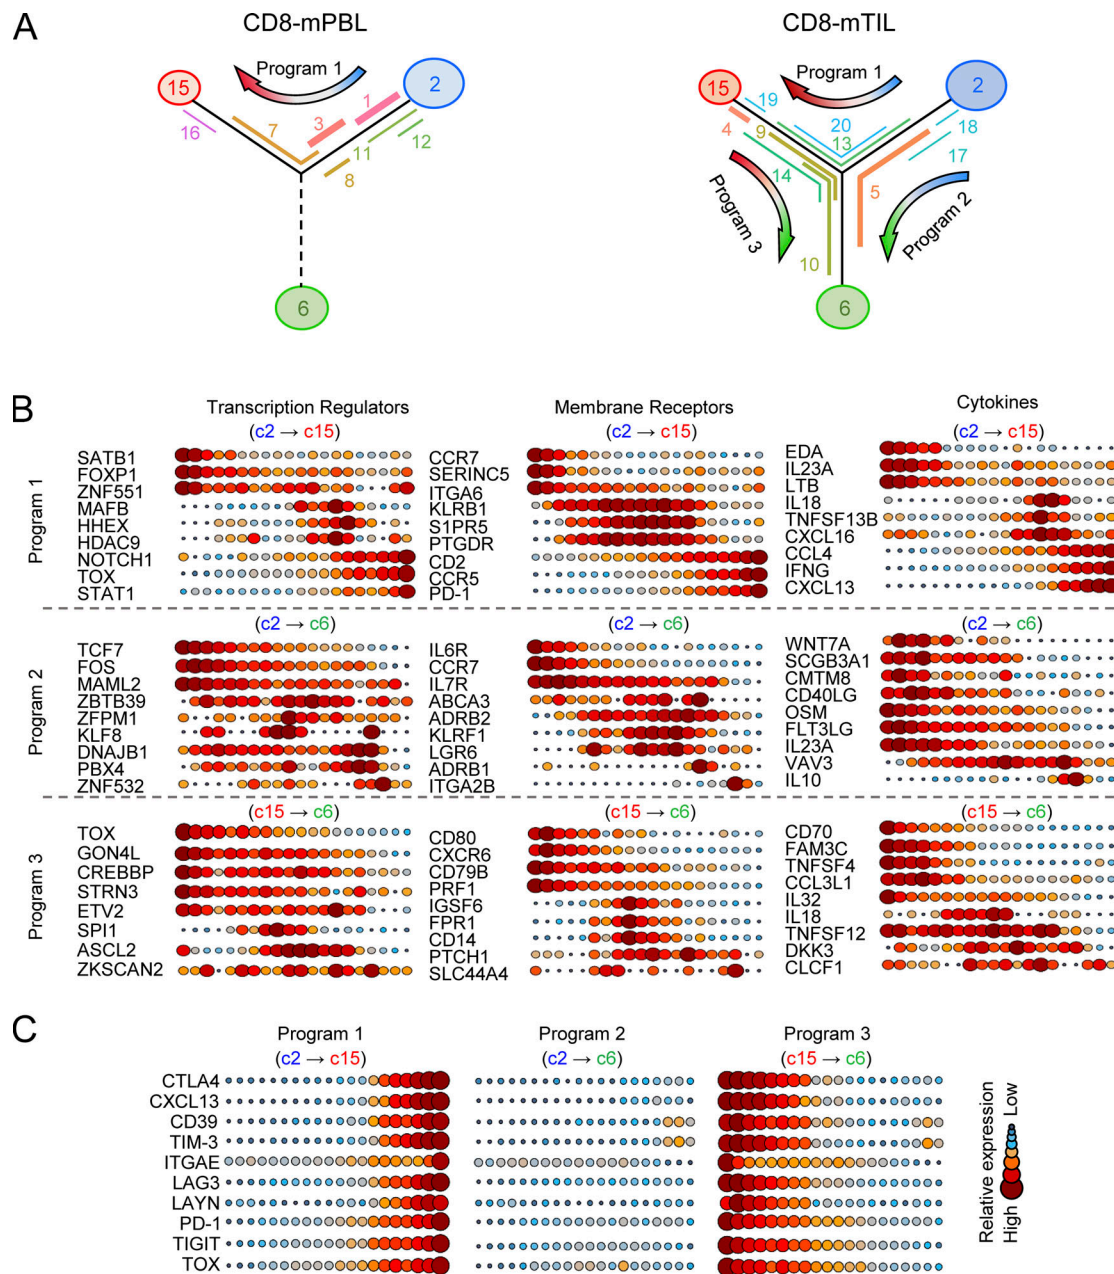 A
CD8-mPBL
CD8-mTIL
Program 1
15
2
16
7
3
1
12
11
8
6
Program 1
15
2
19
4
9
20
13
18
17
14
5
Program 3
Program 2
10
6
B
Transcription Regulators
(c2 → c15)
Membrane Receptors
(c2 → c15)
Cytokines
(c2 → c15)
Program 1
SATB1
FOXP1
ZNF551
MAFB
HHEX
HDAC9
NOTCH1
TOX
STAT1
CCR7
SERINC5
ITGA6
KLRB1
S1PR5
PTGDR
CD2
CCR5
PD-1
EDA
IL23A
LTB
IL18
TNFSF13B
CXCL16
CCL4
IFNG
CXCL13
Program 2
(c2 → c6)
(c2 → c6)
(c2 → c6)
TCF7
FOS
MAML2
ZBTB39
ZFPM1
KLF8
DNAJB1
PBX4
ZNF532
IL6R
CCR7
IL7R
ABCA3
ADRB2
KLRF1
LGR6
ADRB1
ITGA2B
WNT7A
SCGB3A1
CMTM8
CD40LG
OSM
FLT3LG
IL23A
VAV3
IL10
Program 3
(c15 → c6)
(c15 → c6)
(c15 → c6)
TOX
GON4L
CREBBP
STRN3
ETV2
SPI1
ASCL2
ZKSCAN2
CD80
CXCR6
CD79B
PRF1
IGSF6
FPR1
CD14
PTCH1
SLC44A4
CD70
FAM3C
TNFSF4
CCL3L1
IL32
IL18
TNFSF12
DKK3
CLCF1
C
Program 1
(c2 → c15)
Program 2
(c2 → c6)
Program 3
(c15 → c6)
CTLA4
CXCL13
CD39
TIM-3
ITGAE
LAG3
LAYN
PD-1
TIGIT
TOX
Relative expression
High
Low